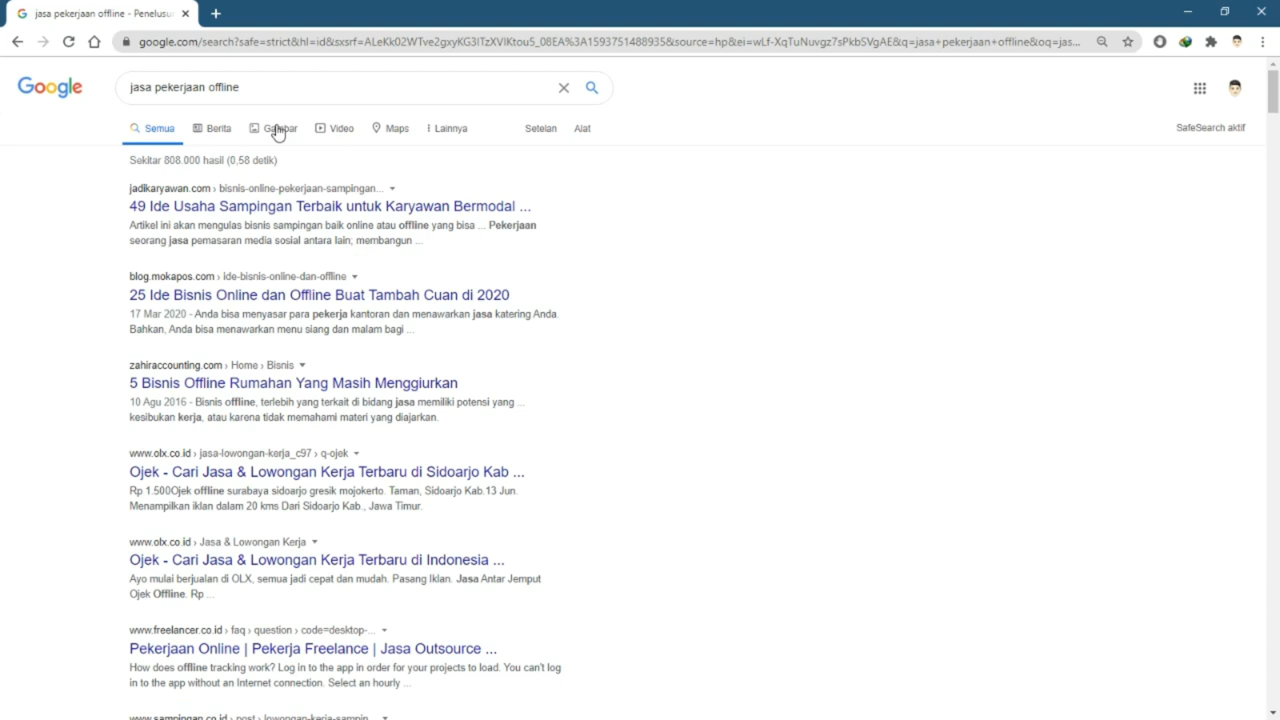 jasa pekerjaan offline - Penelusu
google.com/search?safe=strict&hl=id&sxsrf=ALeKk02WTve2gxyKG3ITzXVIKtou5_08EA%3A1593751488935&source=hp&ei=wLf-XqTuNuvgz7sPkbSVgAE&q=jasa+pekerjaan+offline&oq=jas...
Google
jasa pekerjaan offline
Semua Berita Gambar Video Maps Lainnya Setelan Alat SafeSearch aktif
Sekitar 808.000 hasil (0,58 detik)
jadikaryawan.com › bisnis-online-pekerjaan-sampingan...
49 Ide Usaha Sampingan Terbaik untuk Karyawan Bermodal ...
Artikel ini akan mengulas bisnis sampingan baik online atau offline yang bisa ... Pekerjaan
seorang jasa pemasaran media sosial antara lain; membangun ...
blog.mokapos.com › ide-bisnis-online-dan-offline
25 Ide Bisnis Online dan Offline Buat Tambah Cuan di 2020
17 Mar 2020 - Anda bisa menyasar para pekerja kantoran dan menawarkan jasa katering Anda.
Bahkan, Anda bisa menawarkan menu siang dan malam bagi ...
zahiraccounting.com › Home › Bisnis
5 Bisnis Offline Rumahan Yang Masih Menggiurkan
10 Agu 2016 - Bisnis offline, terlebih yang terkait di bidang jasa memiliki potensi yang ...
kesibukan kerja, atau karena tidak memahami materi yang diajarkan.
www.olx.co.id › jasa-lowongan-kerja_c97 › q-ojek
Ojek - Cari Jasa & Lowongan Kerja Terbaru di Sidoarjo Kab ...
Rp 1.500Ojek offline surabaya sidoarjo gresik mojokerto. Taman, Sidoarjo Kab.13 Jun.
Menampilkan iklan dalam 20 kms Dari Sidoarjo Kab., Jawa Timur.
www.olx.co.id › Jasa & Lowongan Kerja
Ojek - Cari Jasa & Lowongan Kerja Terbaru di Indonesia ...
Ayo mulai berjualan di OLX, semua jadi cepat dan mudah. Pasang Iklan. Jasa Antar Jemput
Ojek Offline. Rp ...
www.freelancer.co.id › faq › question › code=desktop-...
Pekerjaan Online | Pekerja Freelance | Jasa Outsource ...
How does offline tracking work? Log in to the app in order for your projects to load. You can't log
in to the app without an Internet connection. Select an hourly ...
www.sampingan.co.id › post › lowongan-kerja-sampin...